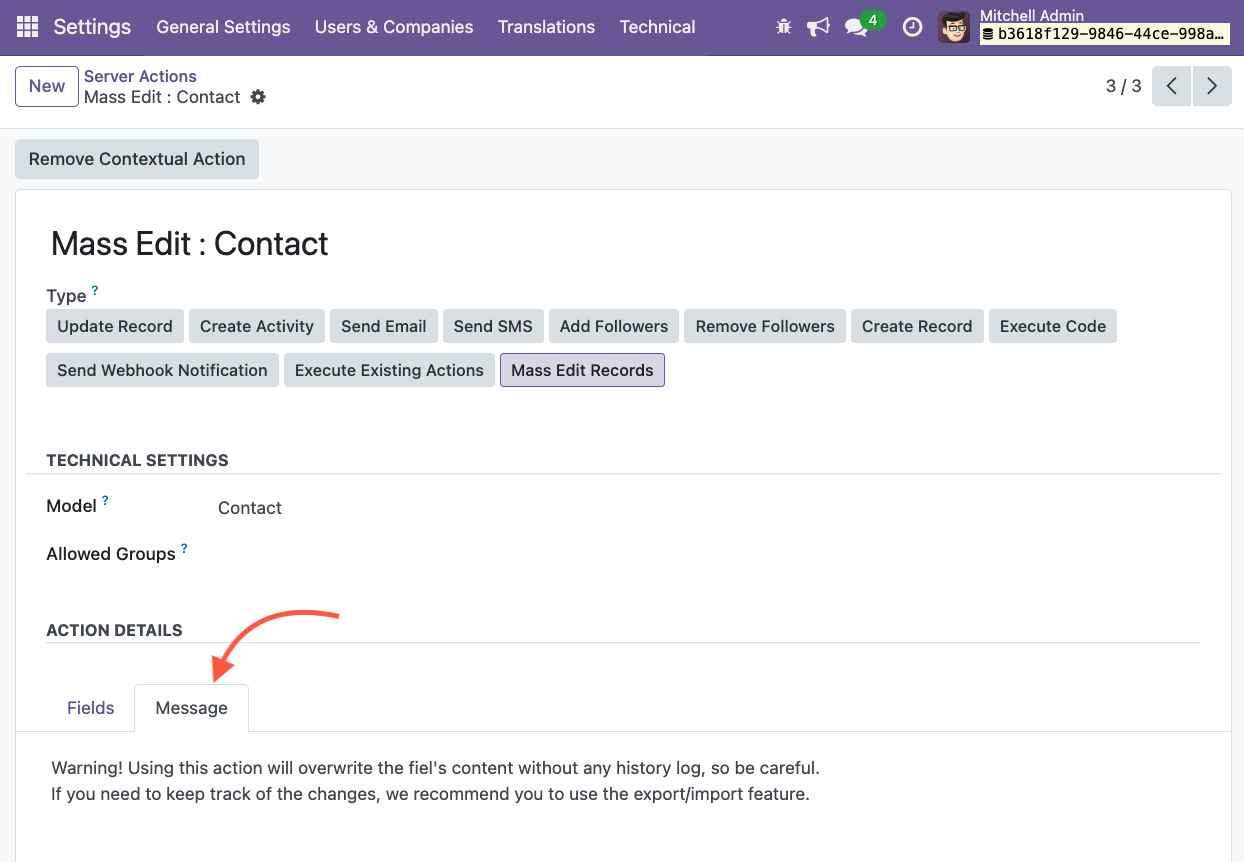 Settings General Settings Users & Companies Translations Technical 4 Mitchell Admin
b3618f129-9846-44ce-998a…
New Server Actions
Mass Edit : Contact
3 / 3
Remove Contextual Action
Mass Edit : Contact
Type ?
Update Record Create Activity Send Email Send SMS Add Followers Remove Followers Create Record Execute Code
Send Webhook Notification Execute Existing Actions Mass Edit Records
TECHNICAL SETTINGS
Model ? Contact
Allowed Groups ?
ACTION DETAILS
Fields Message
Warning! Using this action will overwrite the fiel's content without any history log, so be careful.
If you need to keep track of the changes, we recommend you to use the export/import feature.